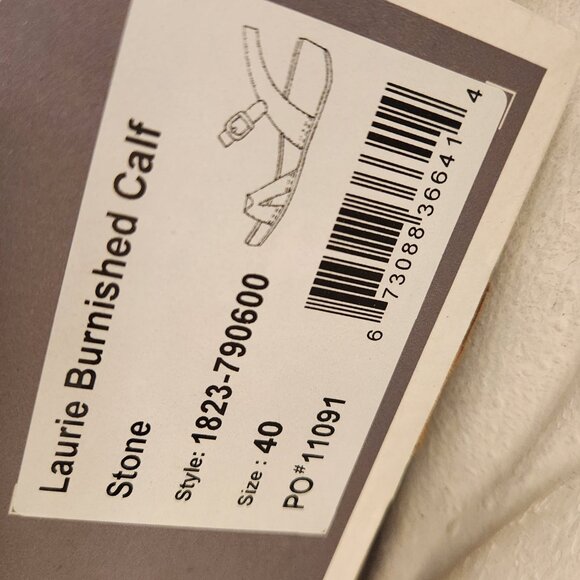 Laurie Burnished Calf
Stone
Style: 1823-790600
Size : 40
PO#11091
6 73088 36641 4